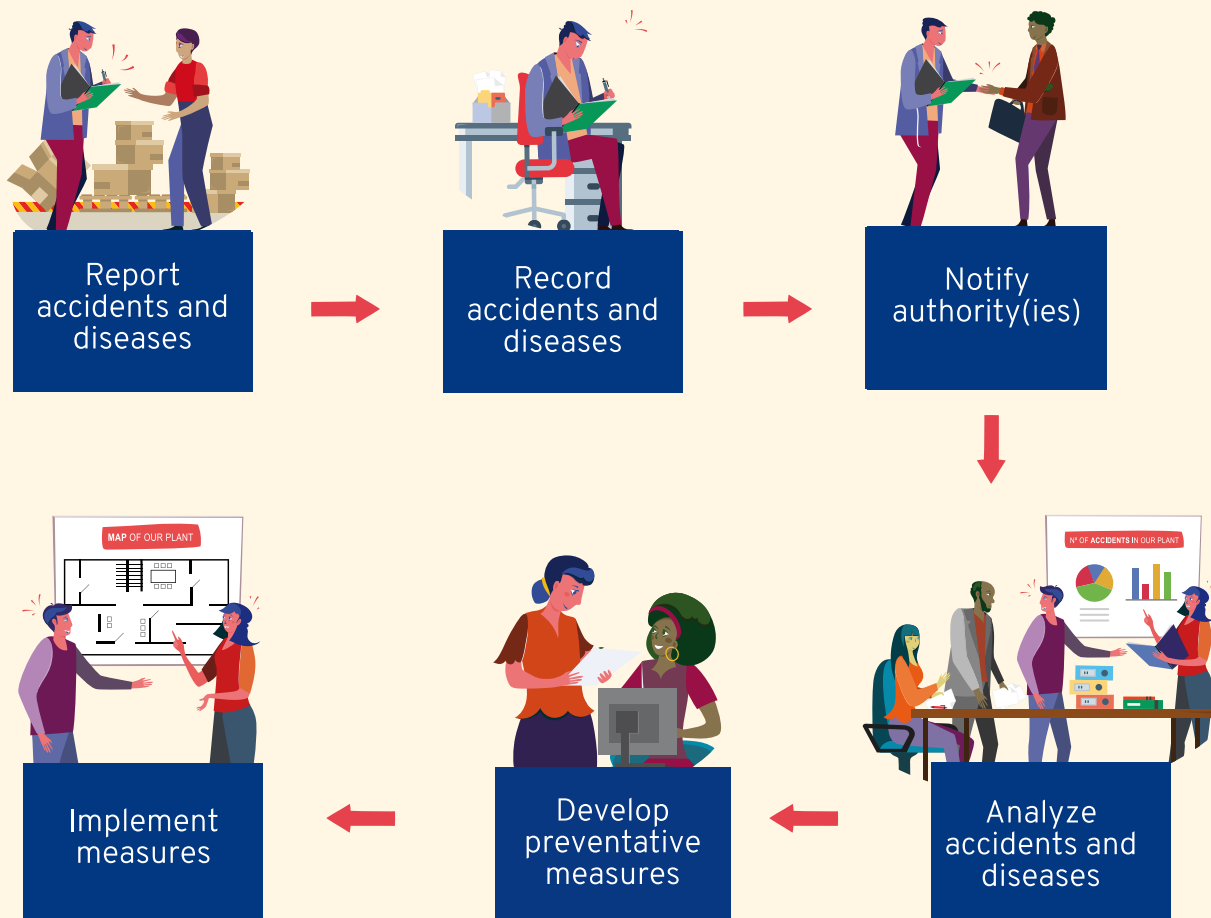 Report
accidents and
diseases
Record
accidents and
diseases
Notify
authority(ies)
N° OF ACCIDENTS IN OUR PLANT
Analyze
accidents and
diseases
Develop
preventative
measures
MAP OF OUR PLANT
Implement
measures